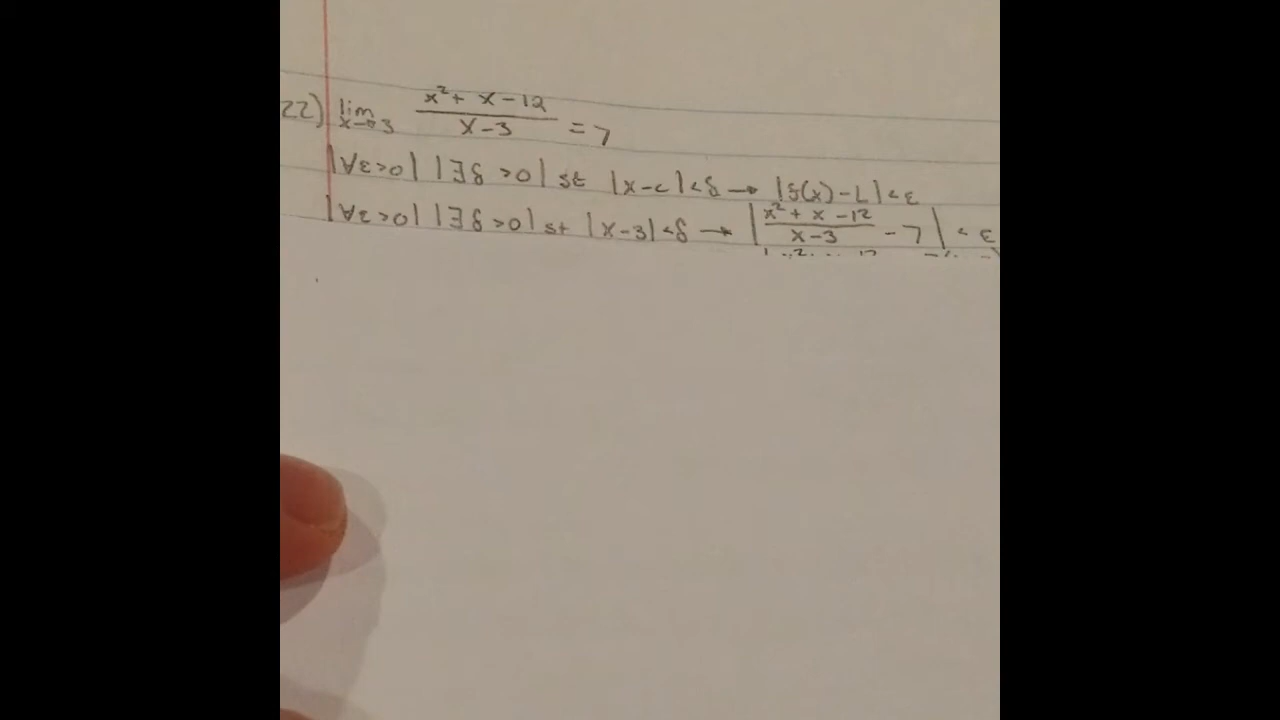 22) lim x→3 x²+x-12 / x-3 = 7
|∀ε>0| |∃δ>0| st |x-c|<δ → |f(x)-L|<ε
|∀ε>0| |∃δ>0| st |x-3|<δ → |x²+x-12 / x-3 - 7| < ε